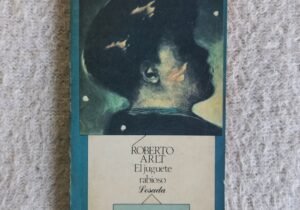 ROBERTO
ARLT
El juguete
rabioso
Losada